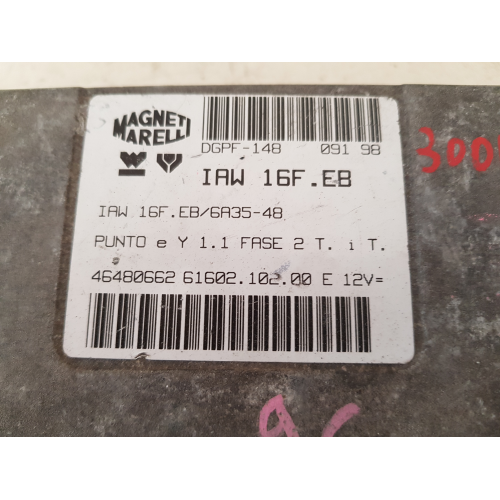 MAGNETI
MARELLI
DGPF-148 091 98
IAW 16F.EB
IAW 16F.EB/6A35-48
PUNTO e Y 1.1 FASE 2 T. i T.
46480662 61602.102.00 E 12V=